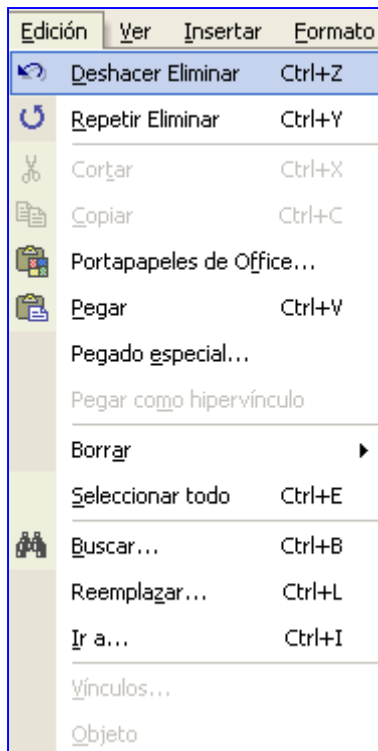 Edición Ver Insertar Formato
Deshacer Eliminar Ctrl+Z
Repetir Eliminar Ctrl+Y
Cortar Ctrl+X
Copiar Ctrl+C
Portapapeles de Office...
Pegar Ctrl+V
Pegado especial...
Pegar como hipervínculo
Borrar
Seleccionar todo Ctrl+E
Buscar... Ctrl+B
Reemplazar... Ctrl+L
Ir a... Ctrl+I
Vínculos...
Objeto